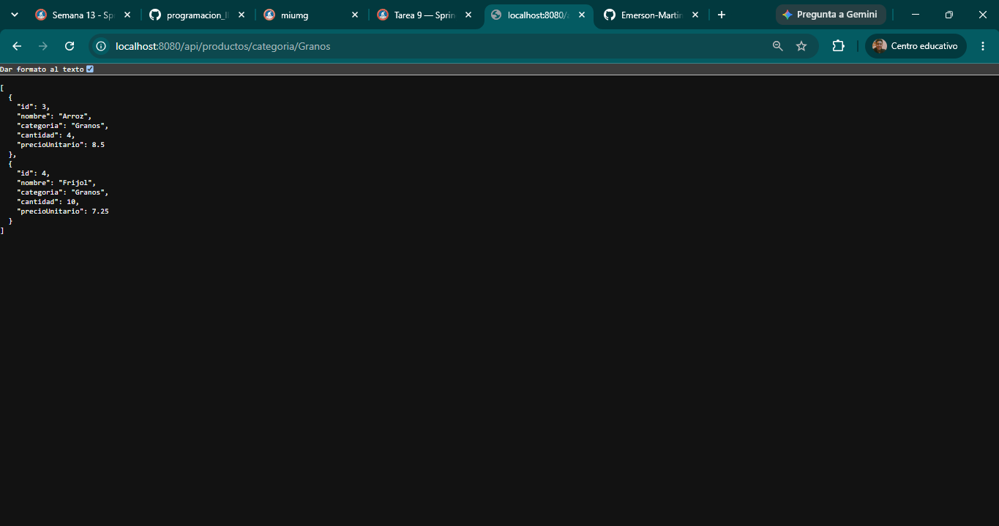 Semana 13 - Sp
programacion_II
miumg
Tarea 9 — Sprin
localhost:8080/a
Emerson-Martin
Pregunta a Gemini
localhost:8080/api/productos/categoria/Granos
Centro educativo
Dar formato al texto
[
{
"id": 3,
"nombre": "Arroz",
"categoria": "Granos",
"cantidad": 4,
"precioUnitario": 8.5
},
{
"id": 4,
"nombre": "Frijol",
"categoria": "Granos",
"cantidad": 10,
"precioUnitario": 7.25
}
]